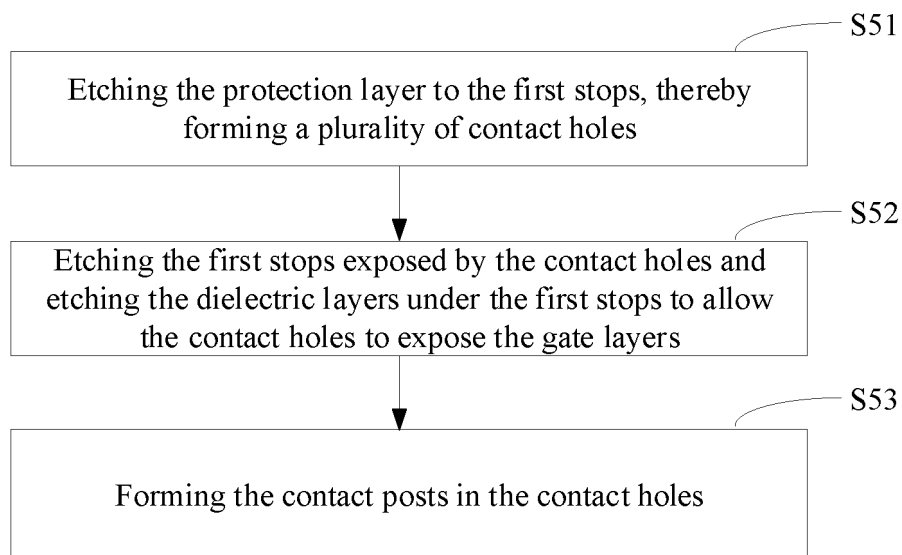 S51
Etching the protection layer to the first stops, thereby
forming a plurality of contact holes
S52
Etching the first stops exposed by the contact holes and
etching the dielectric layers under the first stops to allow
the contact holes to expose the gate layers
S53
Forming the contact posts in the contact holes